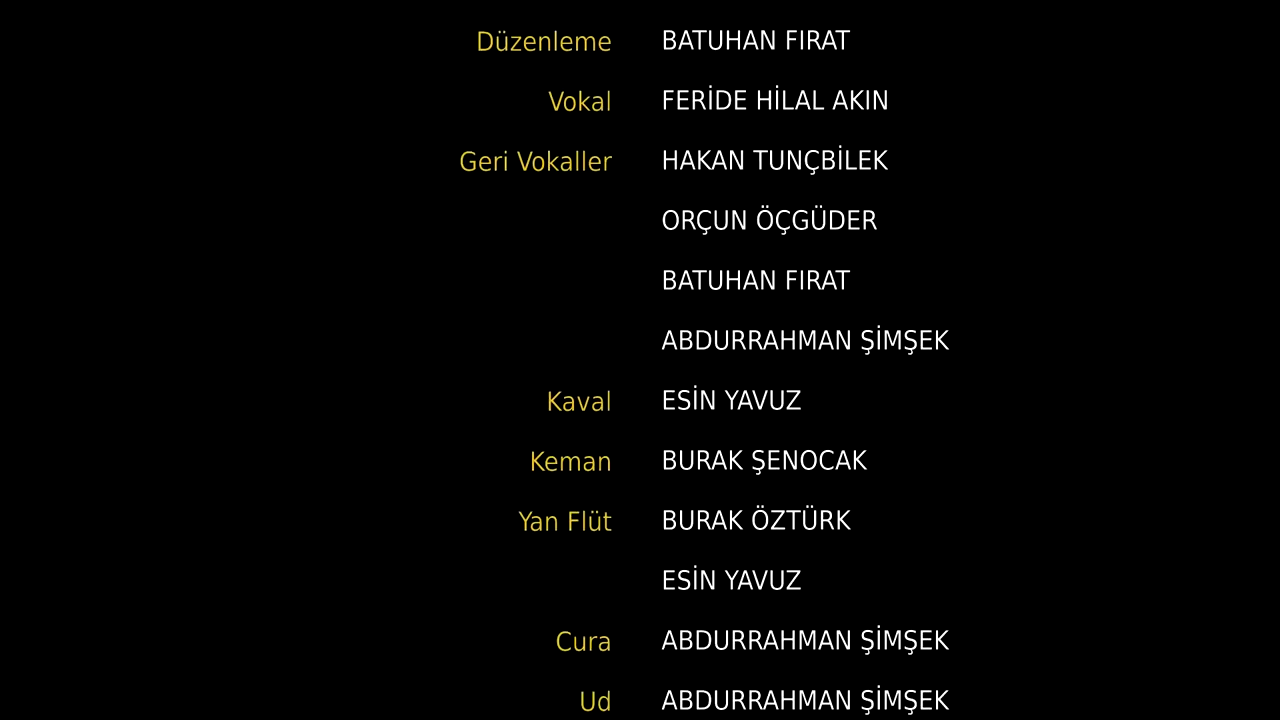 Düzenleme BATUHAN FIRAT
Vokal FERİDE HİLAL AKIN
Geri Vokaller HAKAN TUNÇBİLEK
ORÇUN ÖÇGÜDER
BATUHAN FIRAT
ABDURRAHMAN ŞİMŞEK
Kaval ESİN YAVUZ
Keman BURAK ŞENOCAK
Yan Flüt BURAK ÖZTÜRK
ESİN YAVUZ
Cura ABDURRAHMAN ŞİMŞEK
Ud ABDURRAHMAN ŞİMŞEK